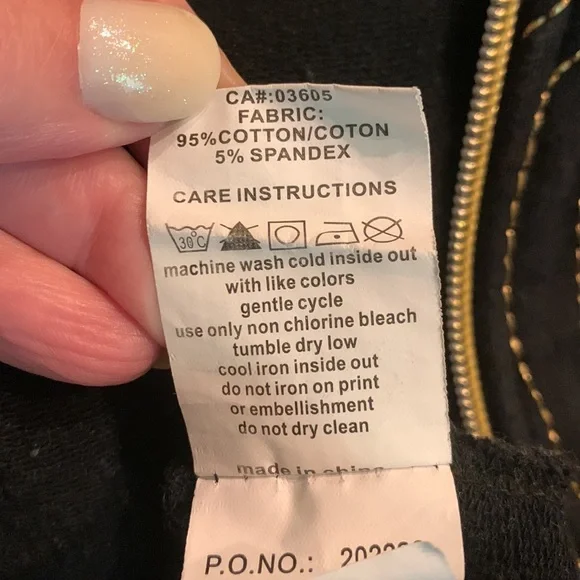 CA#:03605
FABRIC:
95%COTTON/COTON
5% SPANDEX
CARE INSTRUCTIONS
30°C
machine wash cold inside out
with like colors
gentle cycle
use only non chlorine bleach
tumble dry low
cool iron inside out
do not iron on print
or embellishment
do not dry clean
made in china
P.O.NO.: